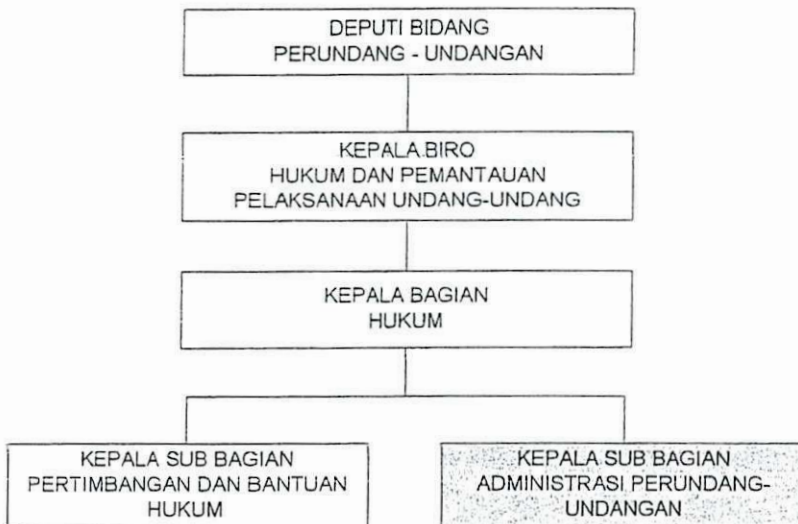 DEPUTI BIDANG
PERUNDANG - UNDANGAN
KEPALA BIRO
HUKUM DAN PEMANTAUAN
PELAKSANAAN UNDANG-UNDANG
KEPALA BAGIAN
HUKUM
KEPALA SUB BAGIAN
PERTIMBANGAN DAN BANTUAN
HUKUM
KEPALA SUB BAGIAN
ADMINISTRASI PERUNDANG-
UNDANGAN